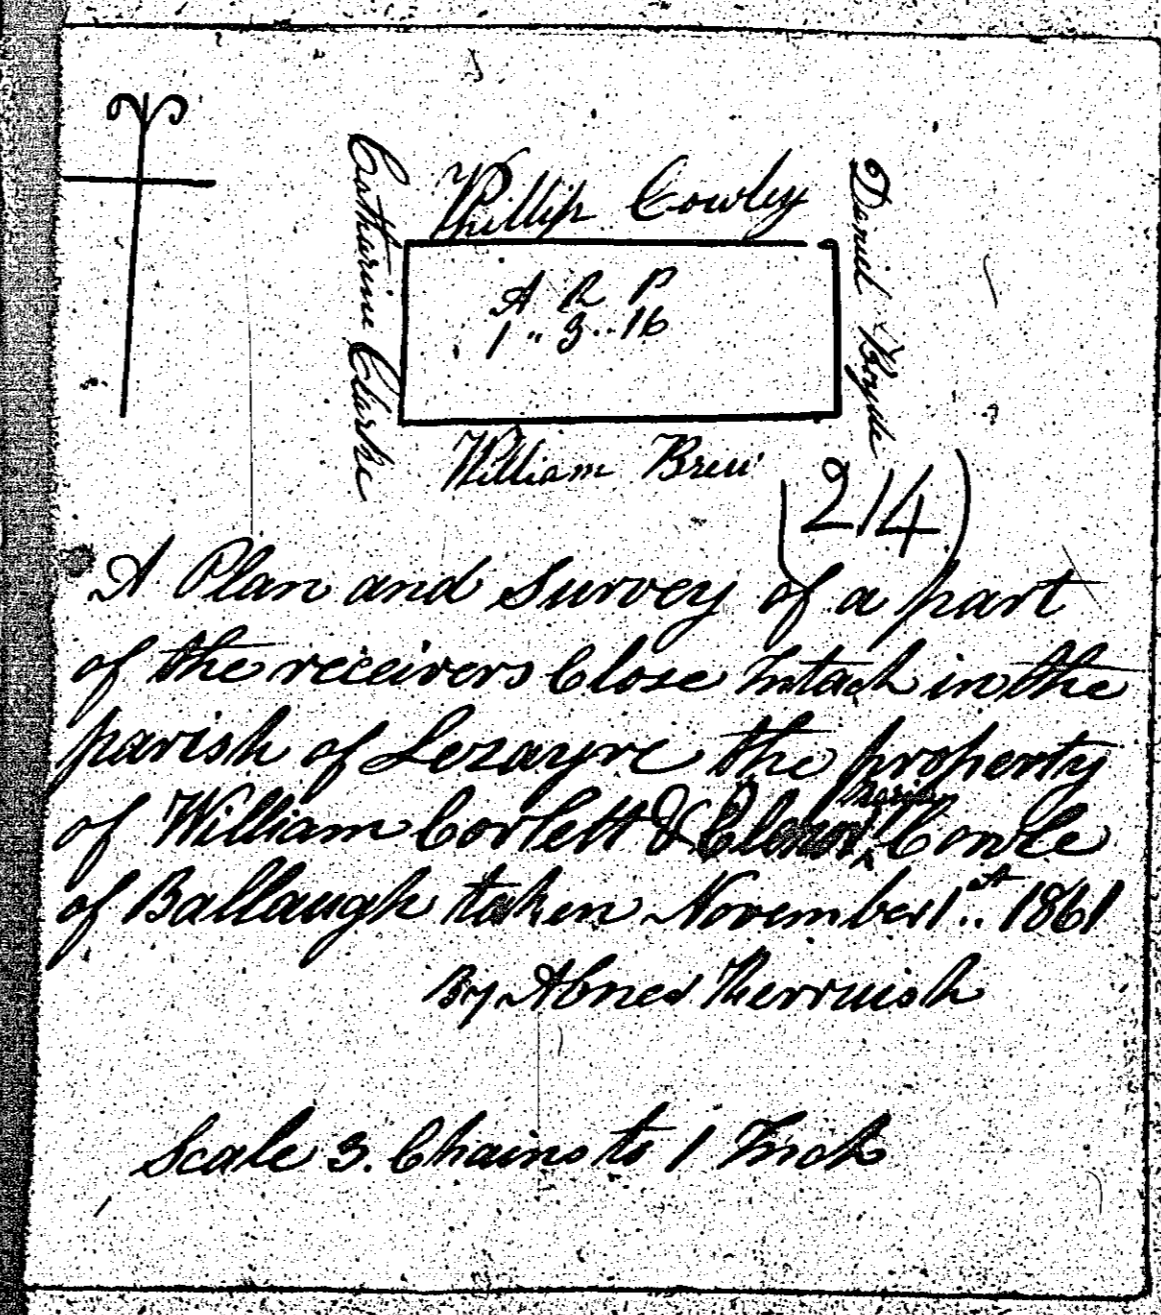 Phillip Cowley
Catharine Clarke
Daniel Boyde
A R P
1 .. 3 .. 16
William Brew
(214)
A Plan and Survey of a part
of the receivers Close Intack in the
parish of Lezayre the property
of William Corlett & Cowle
of Ballaugh taken November 1st 1861
By Abner Kerruish
Scale 3. Chains to 1 Inch